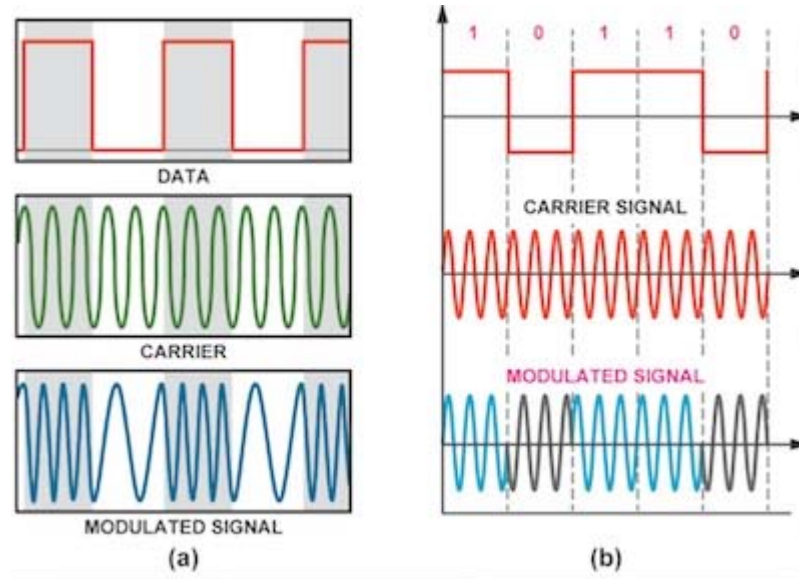 DATA
CARRIER
MODULATED SIGNAL
(a)
1 0 1 1 0
CARRIER SIGNAL
MODULATED SIGNAL
(b)